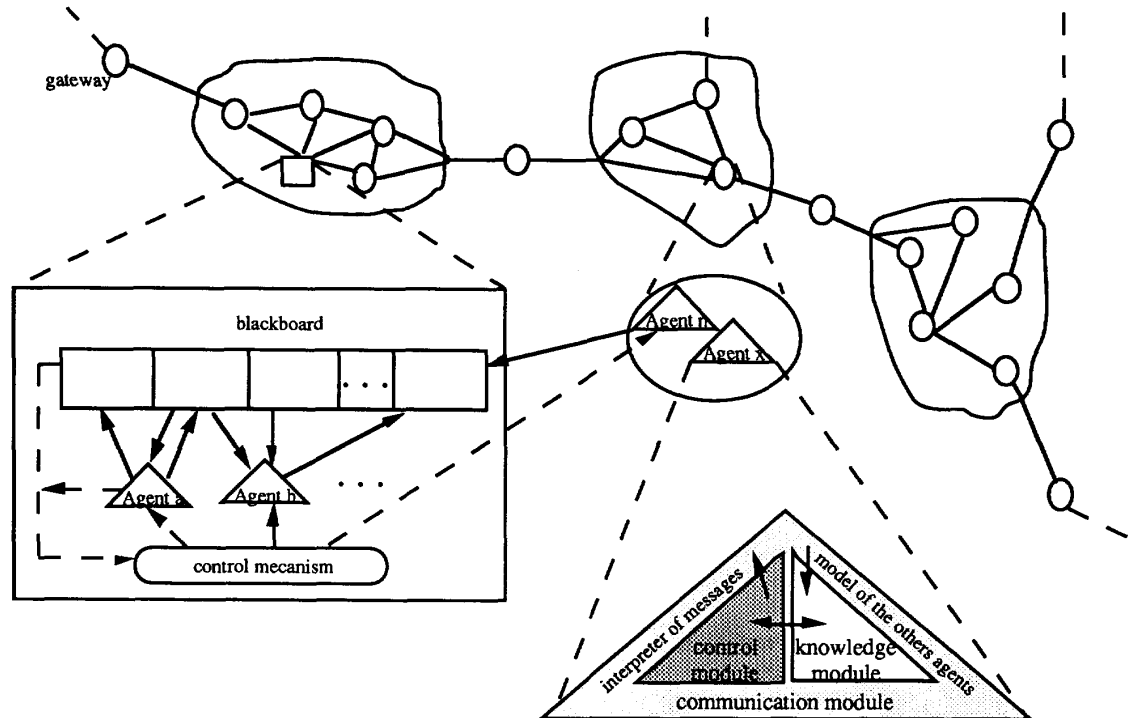 gateway
blackboard
. . .
Agent a
Agent b
. . .
control mecanism
Agent n
Agent x
interpreter of messages
model of the others agents
control
module
knowledge
module
communication module